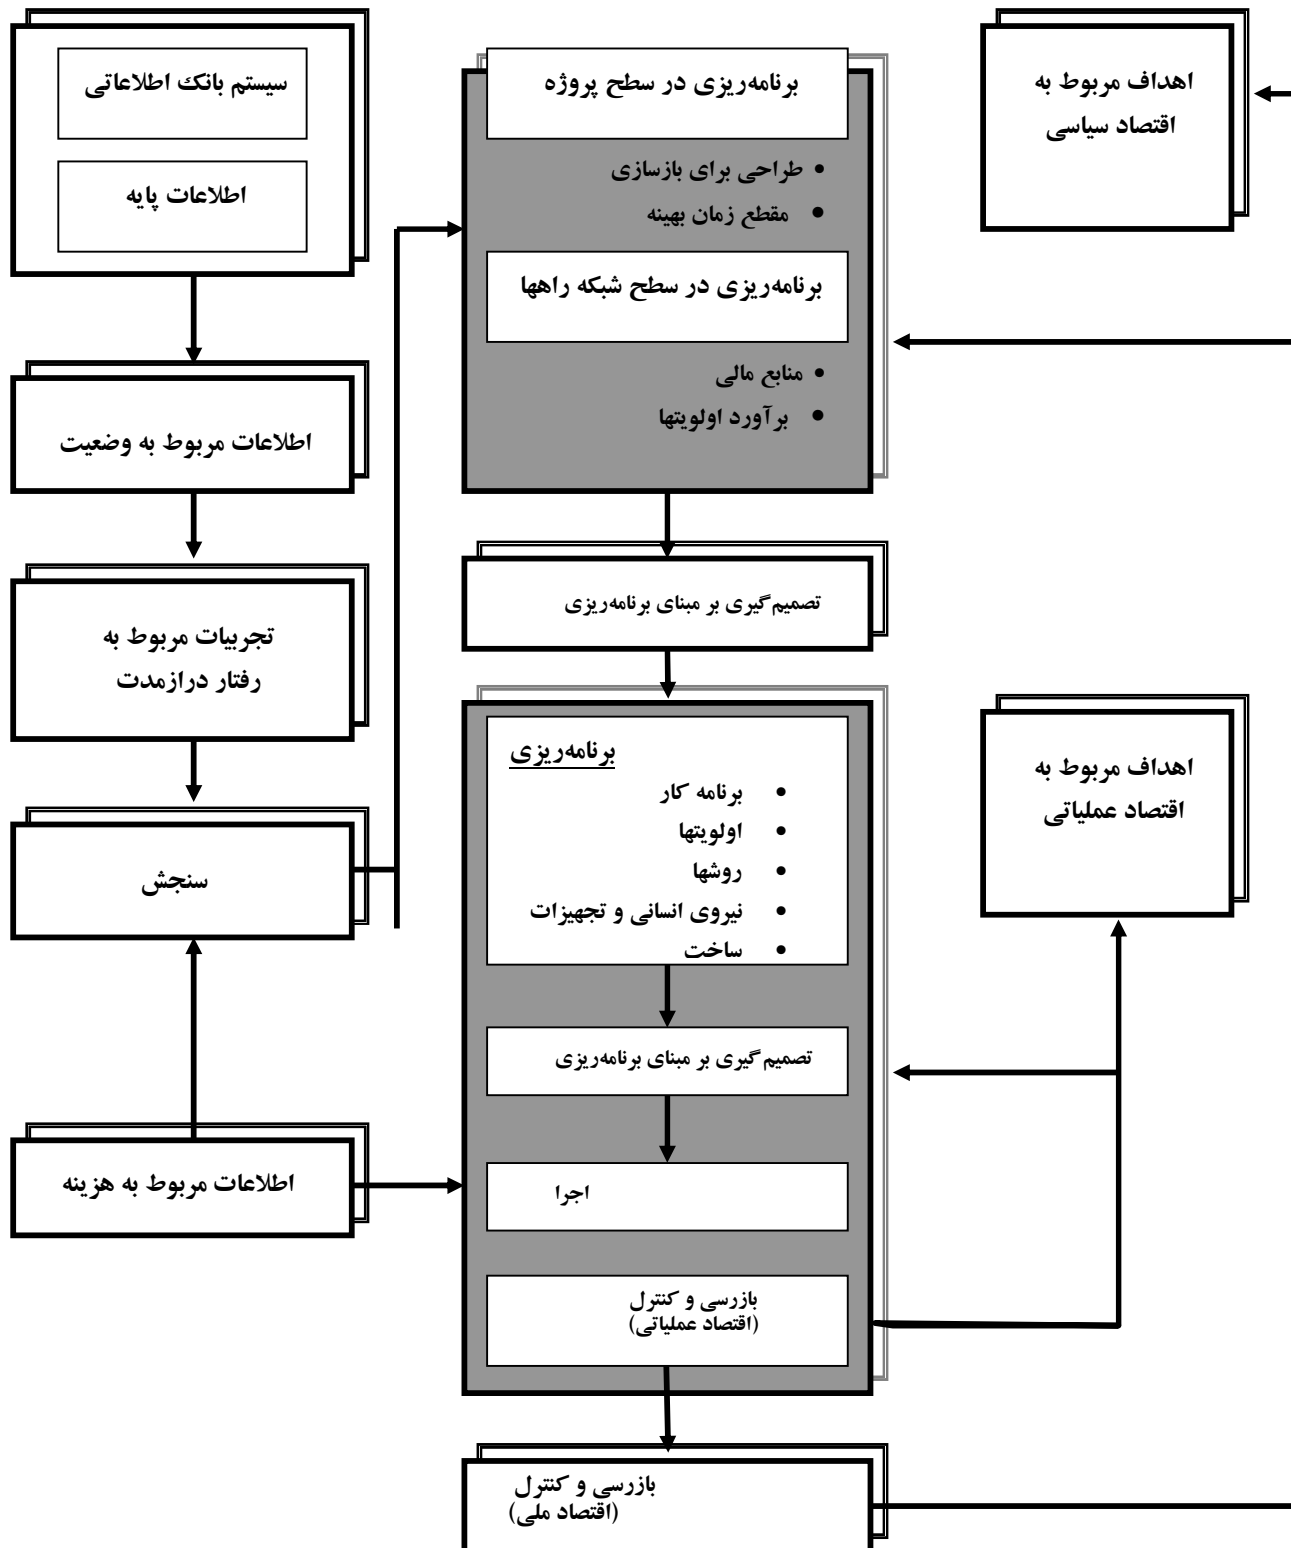 سیستم بانک اطلاعاتی
اطلاعات پایه
اطلاعات مربوط به وضعیت
تجربیات مربوط به
رفتار درازمدت
سنجش
اطلاعات مربوط به هزینه
برنامه‌ریزی در سطح پروژه
• طراحی برای بازسازی
• مقطع زمان بهینه
برنامه‌ریزی در سطح شبکه راهها
• منابع مالی
• برآورد اولویتها
تصمیم‌گیری بر مبنای برنامه‌ریزی
برنامه‌ریزی
• برنامه کار
• اولویتها
• روشها
• نیروی انسانی و تجهیزات
• ساخت
تصمیم‌گیری بر مبنای برنامه‌ریزی
اجرا
بازرسی و کنترل
(اقتصاد عملیاتی)
بازرسی و کنترل
(اقتصاد ملی)
اهداف مربوط به
اقتصاد سیاسی
اهداف مربوط به
اقتصاد عملیاتی